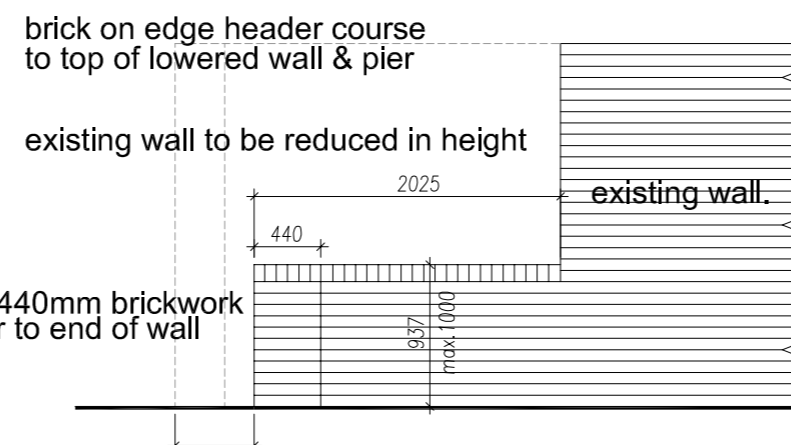 brick on edge header course
to top of lowered wall & pier
existing wall to be reduced in height
2025
existing wall.
440
440mm brickwork
r to end of wall
937
max.1000